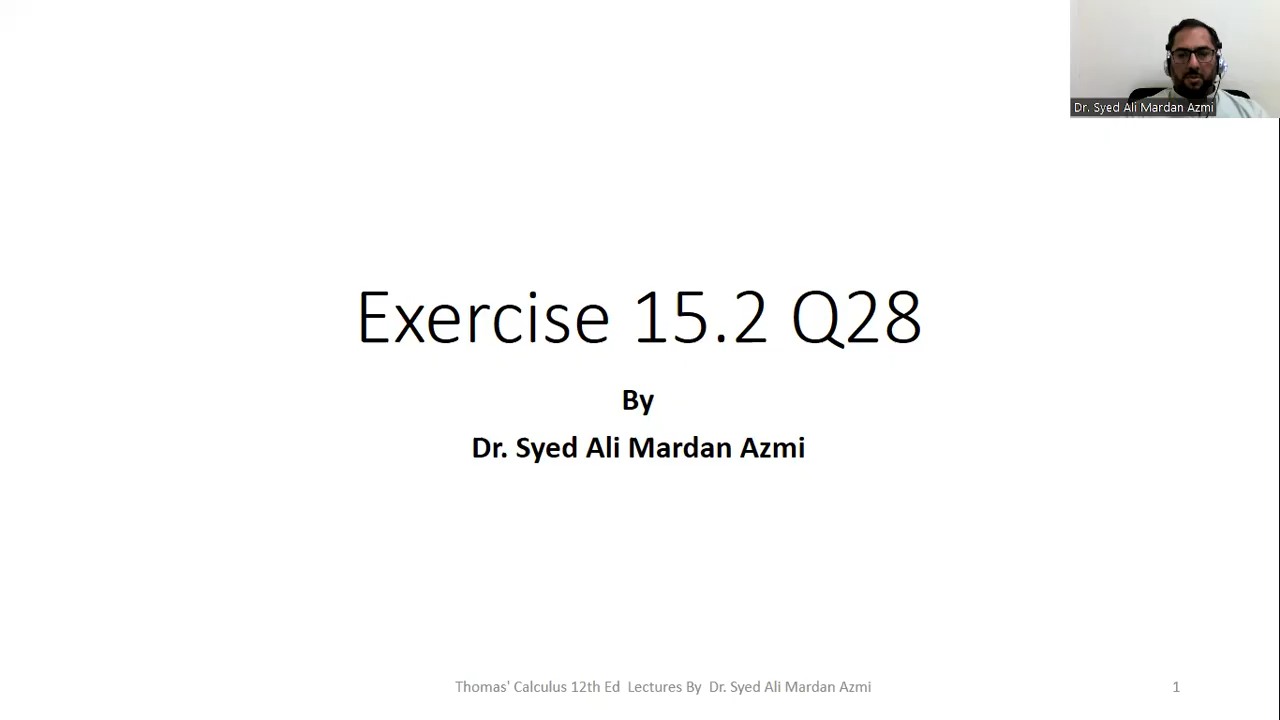 Dr. Syed Ali Mardan Azmi
Exercise 15.2 Q28
By
Dr. Syed Ali Mardan Azmi
Thomas' Calculus 12th Ed Lectures By Dr. Syed Ali Mardan Azmi
1